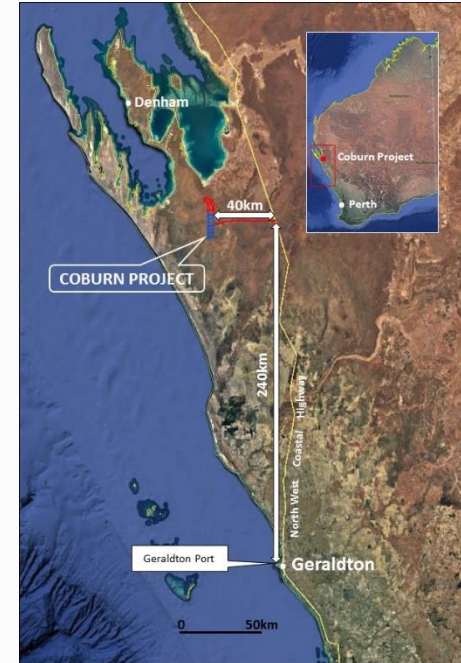 Denham
Coburn Project
Perth
40km
COBURN PROJECT
240km
North West Coastal Highway
Geraldton Port
Geraldton
0 50km